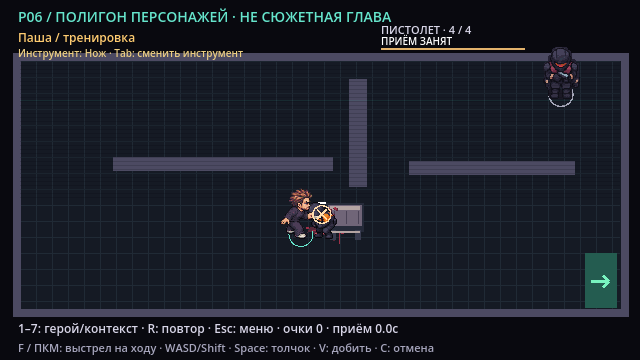 P06 / ПОЛИГОН ПЕРСОНАЖЕЙ · НЕ СЮЖЕТНАЯ ГЛАВА
Паша / тренировка
ПИСТОЛЕТ · 4 / 4
ПРИЁМ ЗАНЯТ
Инструмент: Нож · Tab: сменить инструмент
1–7: герой/контекст · R: повтор · Esc: меню · очки 0 · приём 0.0с
F / ПКМ: выстрел на ходу · WASD/Shift · Space: толчок · V: добить · C: отмена